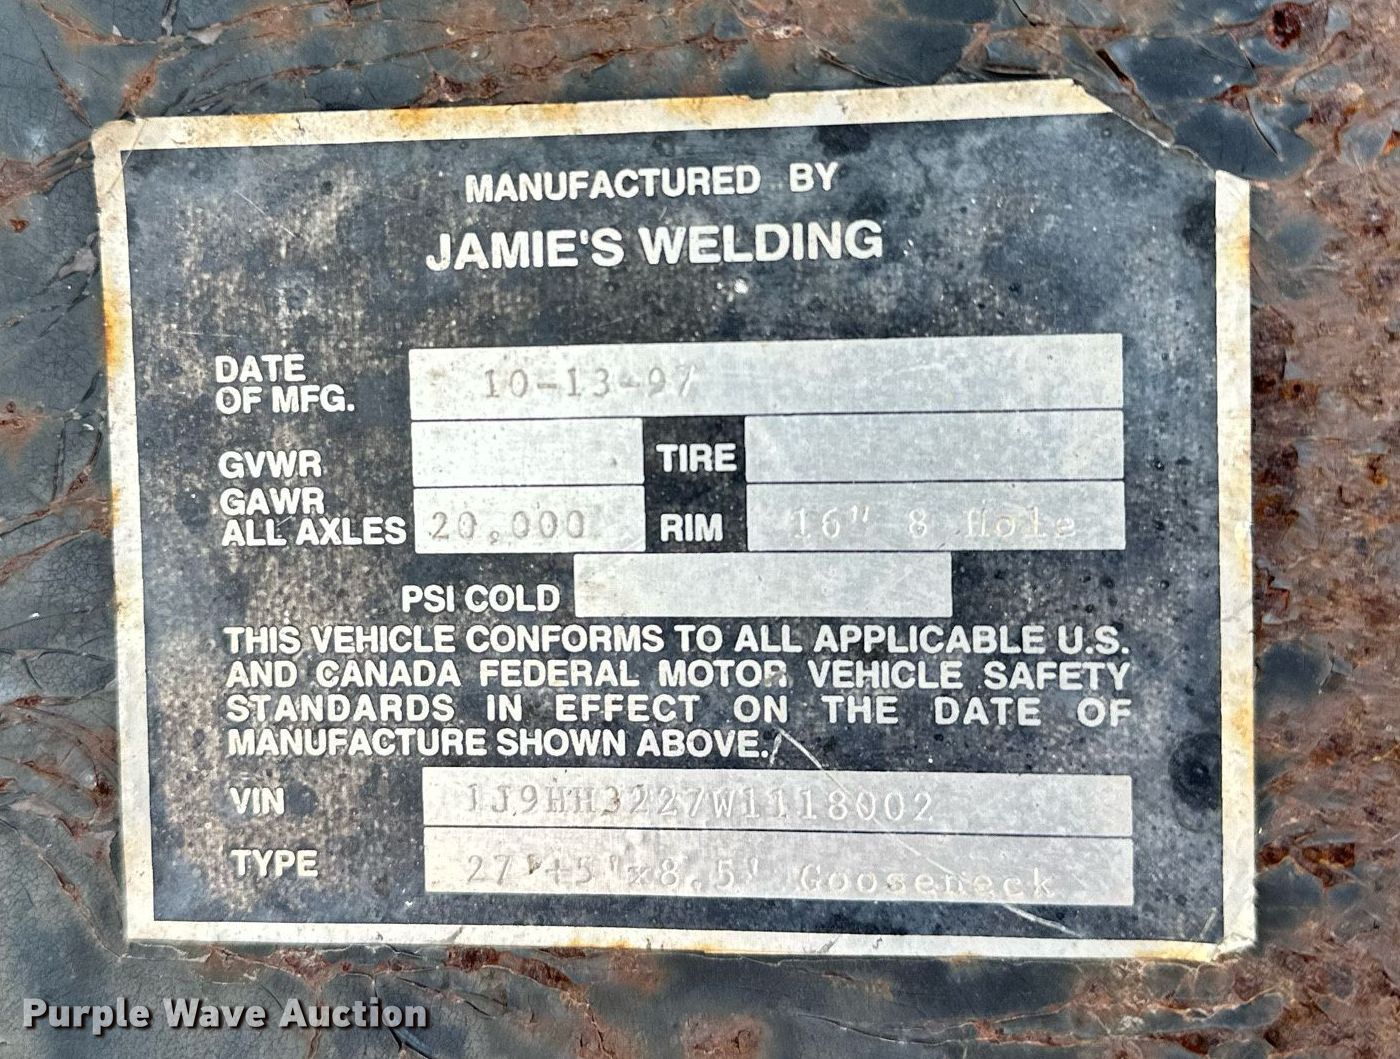 MANUFACTURED BY
JAMIE'S WELDING
DATE
OF MFG. 10-13-97
GVWR TIRE
GAWR
ALL AXLES 20,000 RIM 16" 8 Hole
PSI COLD
THIS VEHICLE CONFORMS TO ALL APPLICABLE U.S.
AND CANADA FEDERAL MOTOR VEHICLE SAFETY
STANDARDS IN EFFECT ON THE DATE OF
MANUFACTURE SHOWN ABOVE.
VIN 1J9HH3227W1118002
TYPE 27'+5'x8.5' Gooseneck
Purple Wave Auction